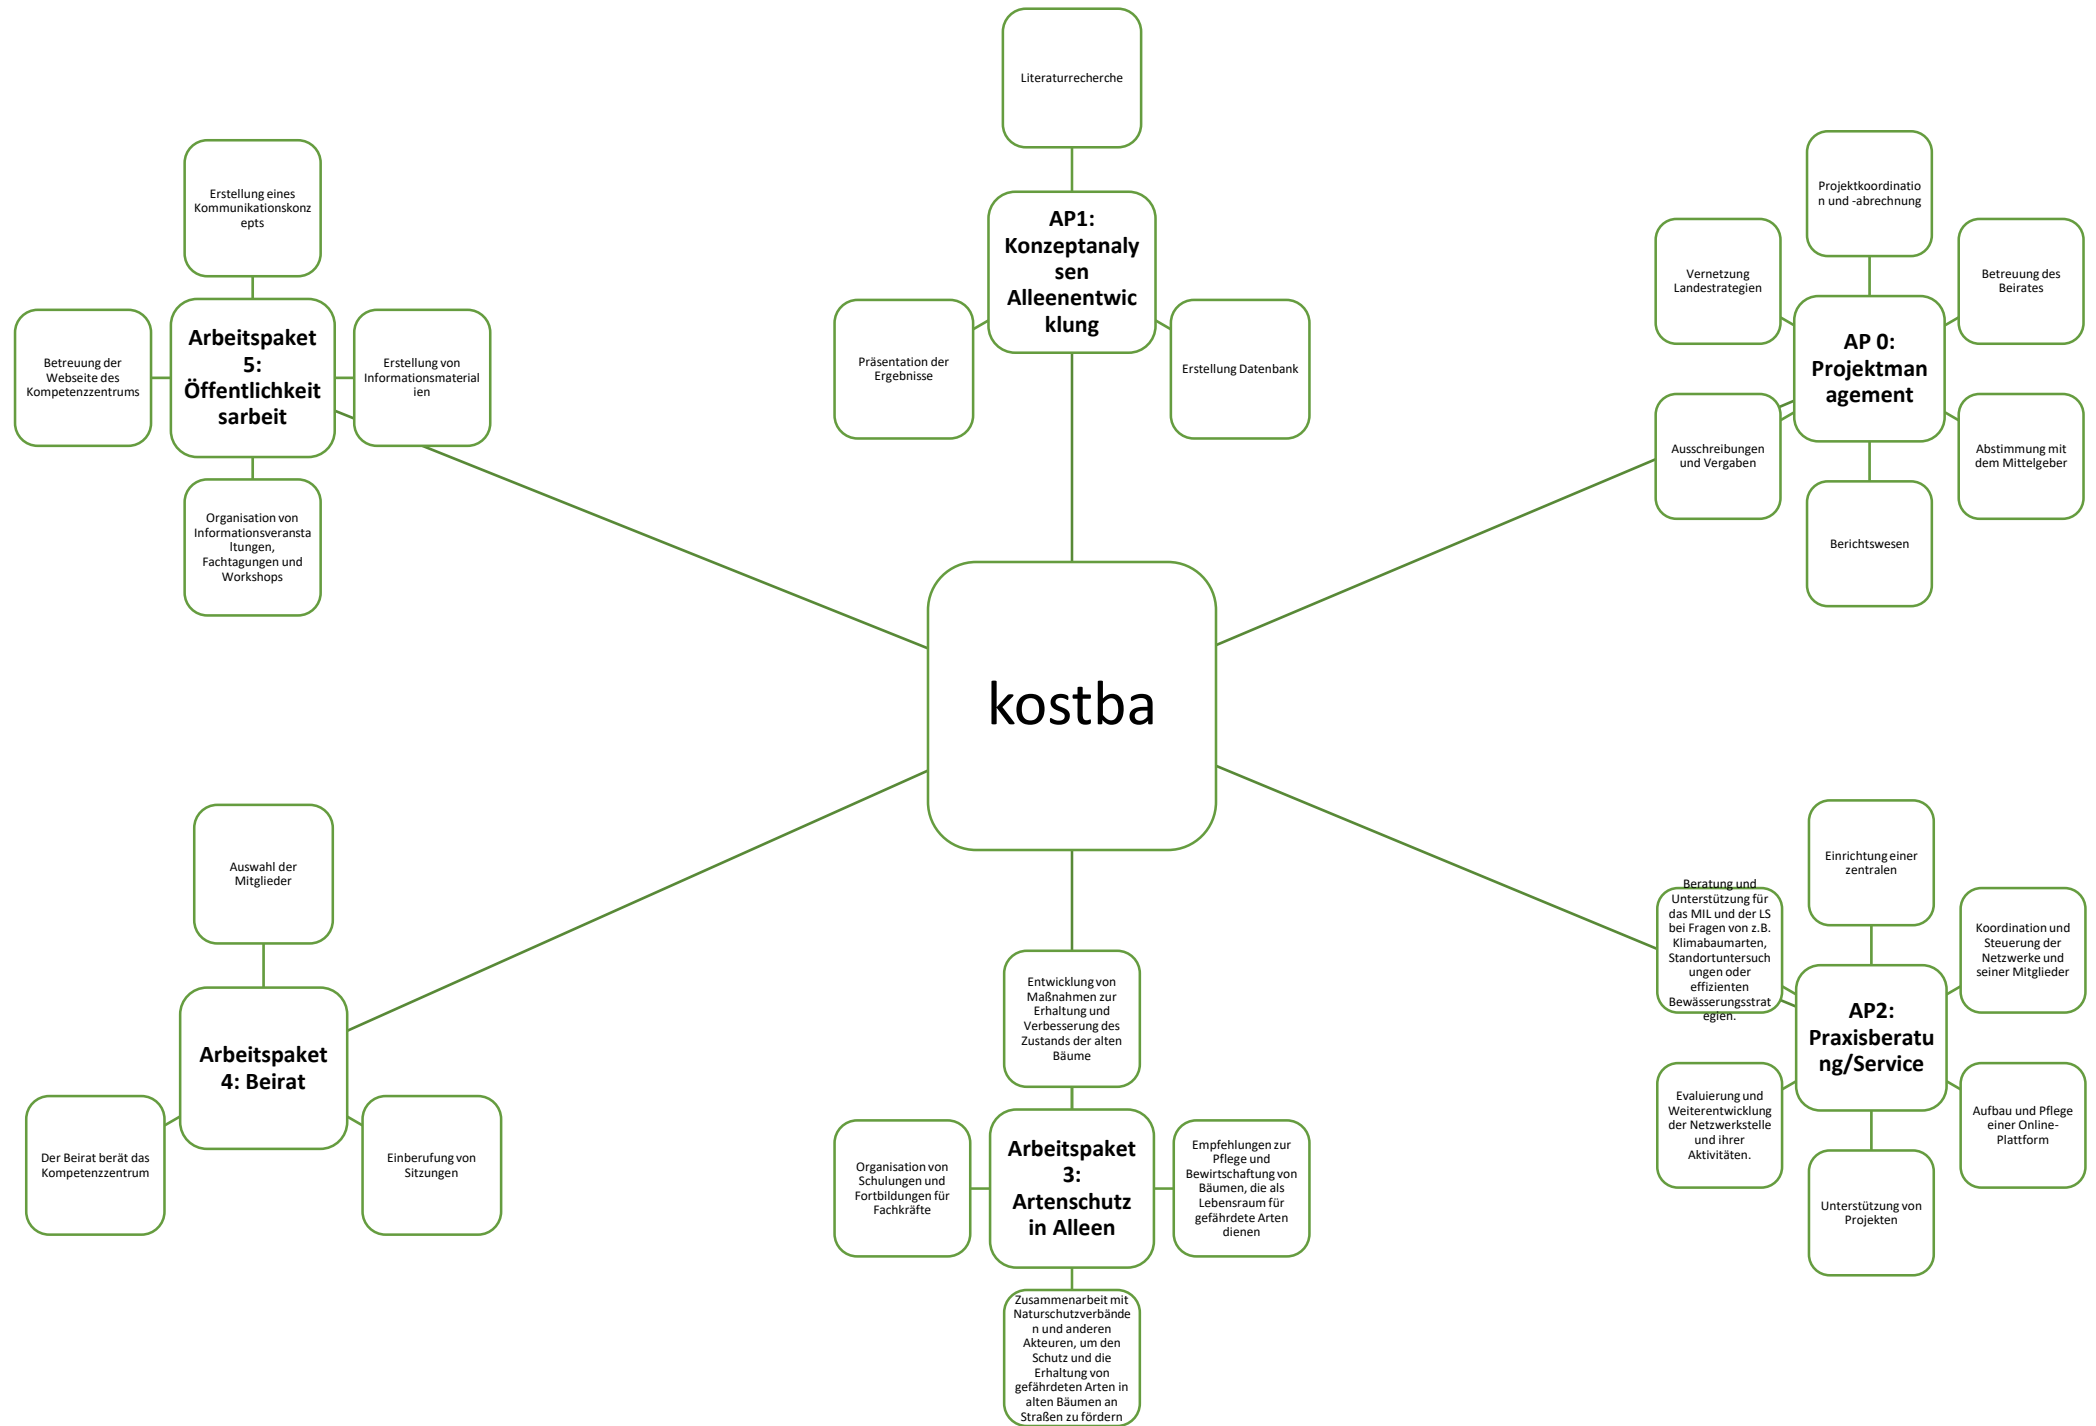 Literaturrecherche
AP1:
Konzeptanaly
sen
Alleenentwic
klung
Präsentation der
Ergebnisse
Erstellung Datenbank
Projektkoordinatio
n und -abrechnung
Vernetzung
Landestrategien
Betreuung des
Beirates
AP 0:
Projektman
agement
Ausschreibungen
und Vergaben
Abstimmung mit
dem Mittelgeber
Berichtswesen
Erstellung eines
Kommunikationskonz
epts
Betreuung der
Webseite des
Kompetenzzentrums
Arbeitspaket
5:
Öffentlichkeit
sarbeit
Erstellung von
Informationsmaterial
ien
Organisation von
Informationsveransta
ltungen,
Fachtagungen und
Workshops
kostba
Auswahl der
Mitglieder
Arbeitspaket
4: Beirat
Der Beirat berät das
Kompetenzzentrum
Einberufung von
Sitzungen
Entwicklung von
Maßnahmen zur
Erhaltung und
Verbesserung des
Zustands der alten
Bäume
Organisation von
Schulungen und
Fortbildungen für
Fachkräfte
Arbeitspaket
3:
Artenschutz
in Alleen
Empfehlungen zur
Pflege und
Bewirtschaftung von
Bäumen, die als
Lebensraum für
gefährdete Arten
dienen
Zusammenarbeit mit
Naturschutzverbände
n und anderen
Akteuren, um den
Schutz und die
Erhaltung von
gefährdeten Arten in
alten Bäumen an
Straßen zu fördern
Einrichtung einer
zentralen
Beratung und
Unterstützung für
das MIL und der LS
bei Fragen von z.B.
Klimabaumarten,
Standortuntersuch
ungen oder
effizienten
Bewässerungsstrat
egien.
Koordination und
Steuerung der
Netzwerke und
seiner Mitglieder
AP2:
Praxisberatu
ng/Service
Evaluierung und
Weiterentwicklung
der Netzwerkstelle
und ihrer
Aktivitäten.
Aufbau und Pflege
einer Online-
Plattform
Unterstützung von
Projekten